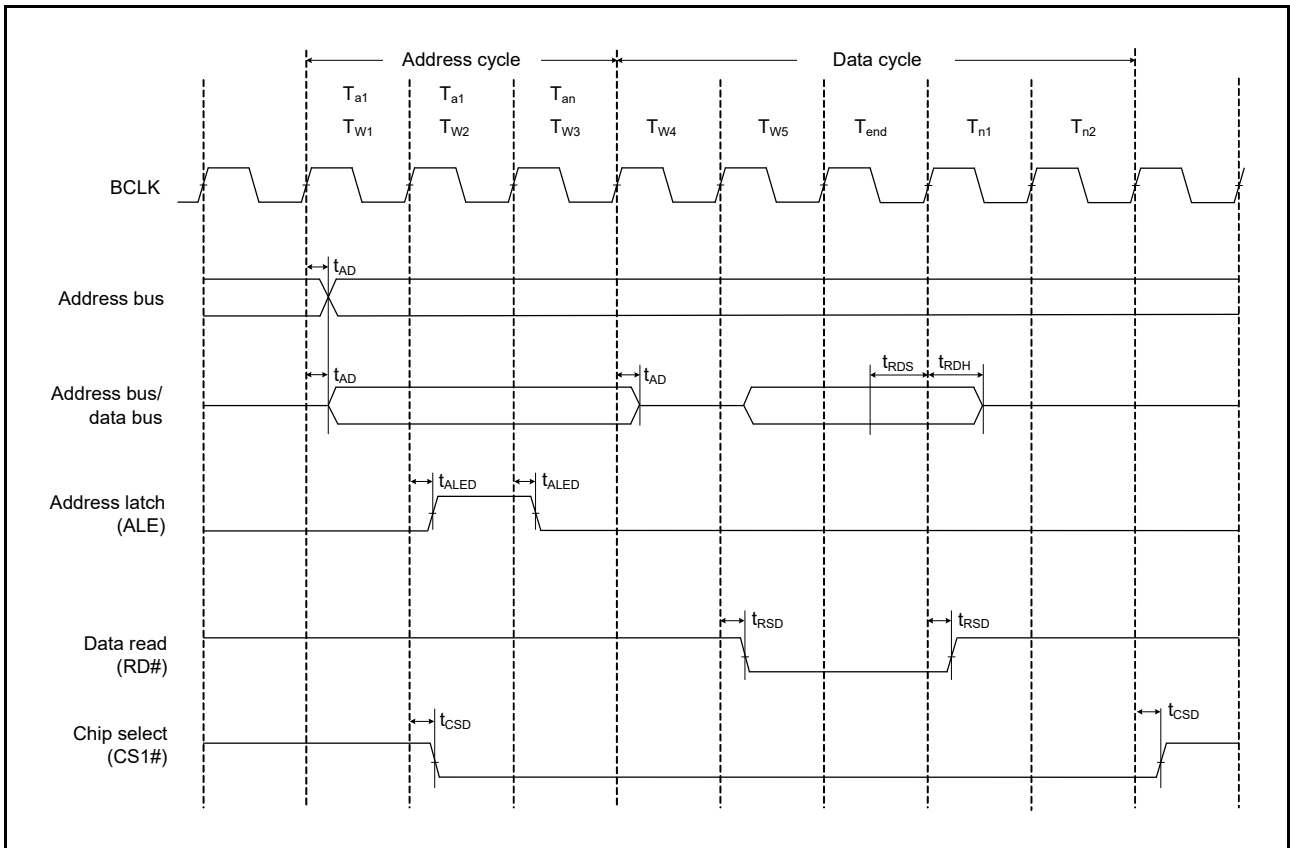 Address cycle Data cycle
Ta1 Ta1 Tan
TW1 TW2 TW3 TW4 TW5 Tend Tn1 Tn2
BCLK
tAD
Address bus
tRDS tRDH
tAD tAD
Address bus/
data bus
tALED tALED
Address latch
(ALE)
tRSD tRSD
Data read
(RD#)
tCSD tCSD
Chip select
(CS1#)